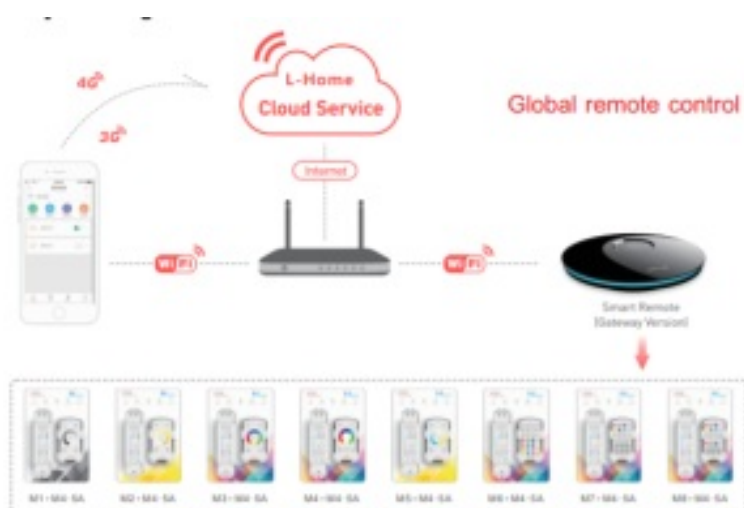 4G
3G
L-Home
Cloud Service
Global remote control
Internet
WiFi
WiFi
Smart Remote
(Gateway Version)
M1+M4-5A
M2+M4-5A
M3+M4-5A
M4+M4-5A
M5+M4-5A
M6+M4-5A
M7+M4-5A
M8+M4-5A